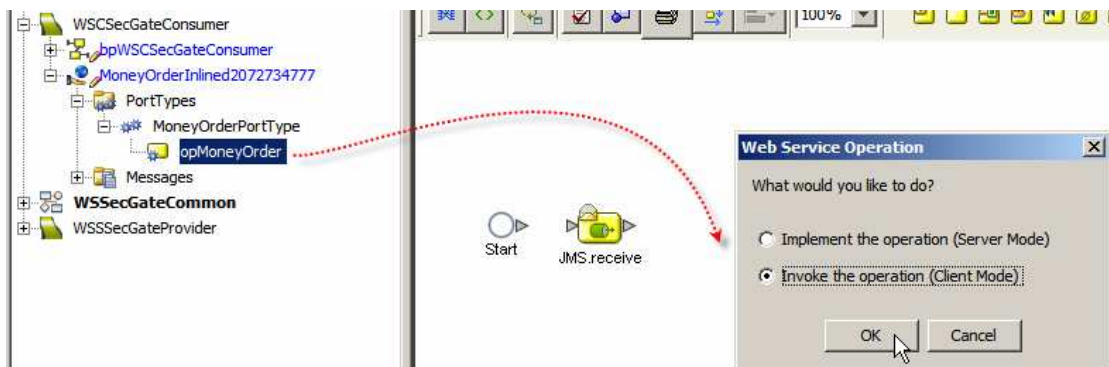 WSCSecGateConsumer
bpWSCSecGateConsumer
MoneyOrderInlined2072734777
PortTypes
MoneyOrderPortType
opMoneyOrder
Messages
WSSecGateCommon
WSSSecGateProvider
100%
Start
JMS.receive
Web Service Operation
What would you like to do?
Implement the operation (Server Mode)
Invoke the operation (Client Mode)
OK
Cancel